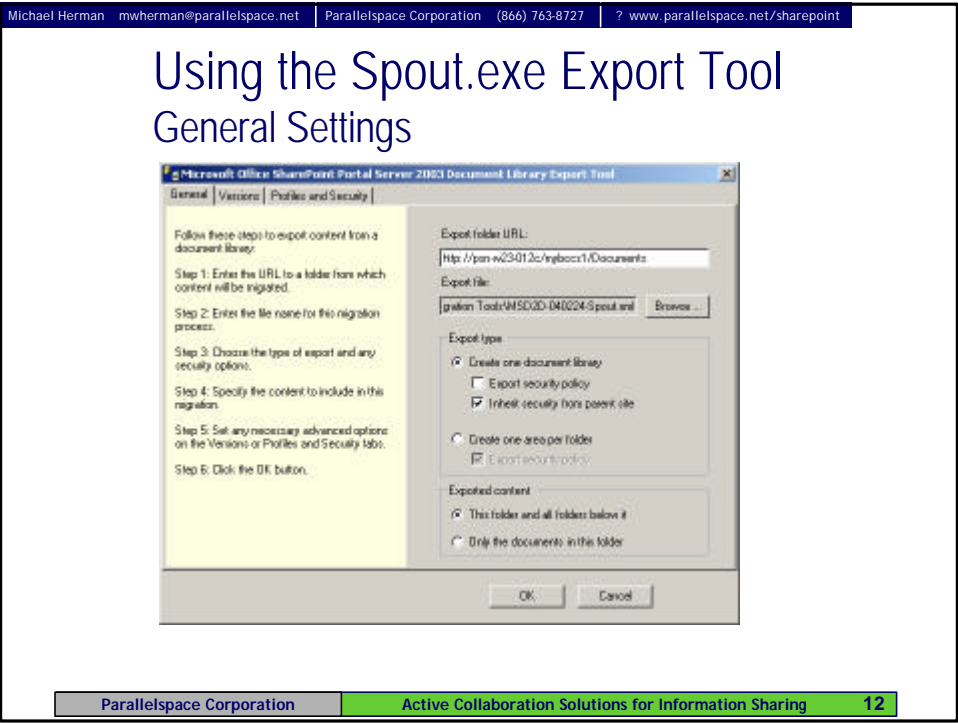 Michael Herman mwherman@parallelspace.net Parallelspace Corporation (866) 763-8727 ? www.parallelspace.net/sharepoint
Using the Spout.exe Export Tool
General Settings
Microsoft Office SharePoint Portal Server 2003 Document Library Export Tool
General Versions Profiles and Security
Follow these steps to export content from a
document library:
Step 1: Enter the URL to a folder from which
content will be migrated.
Step 2: Enter the file name for this migration
process.
Step 3: Choose the type of export and any
security options.
Step 4: Specify the content to include in this
migration.
Step 5: Set any necessary advanced options
on the Versions or Profiles and Security tabs.
Step 6: Click the OK button.
Export folder URL:
/Documents
Export file:
gration Tools\MSD2D-040224-Spout.xml Browse ...
Export type
Create one document library
Export security policy
Inherit security from parent site
Create one area per folder
Export security policy
Exported content
This folder and all folders below it
Only the documents in this folder
OK Cancel
Parallelspace Corporation Active Collaboration Solutions for Information Sharing 12